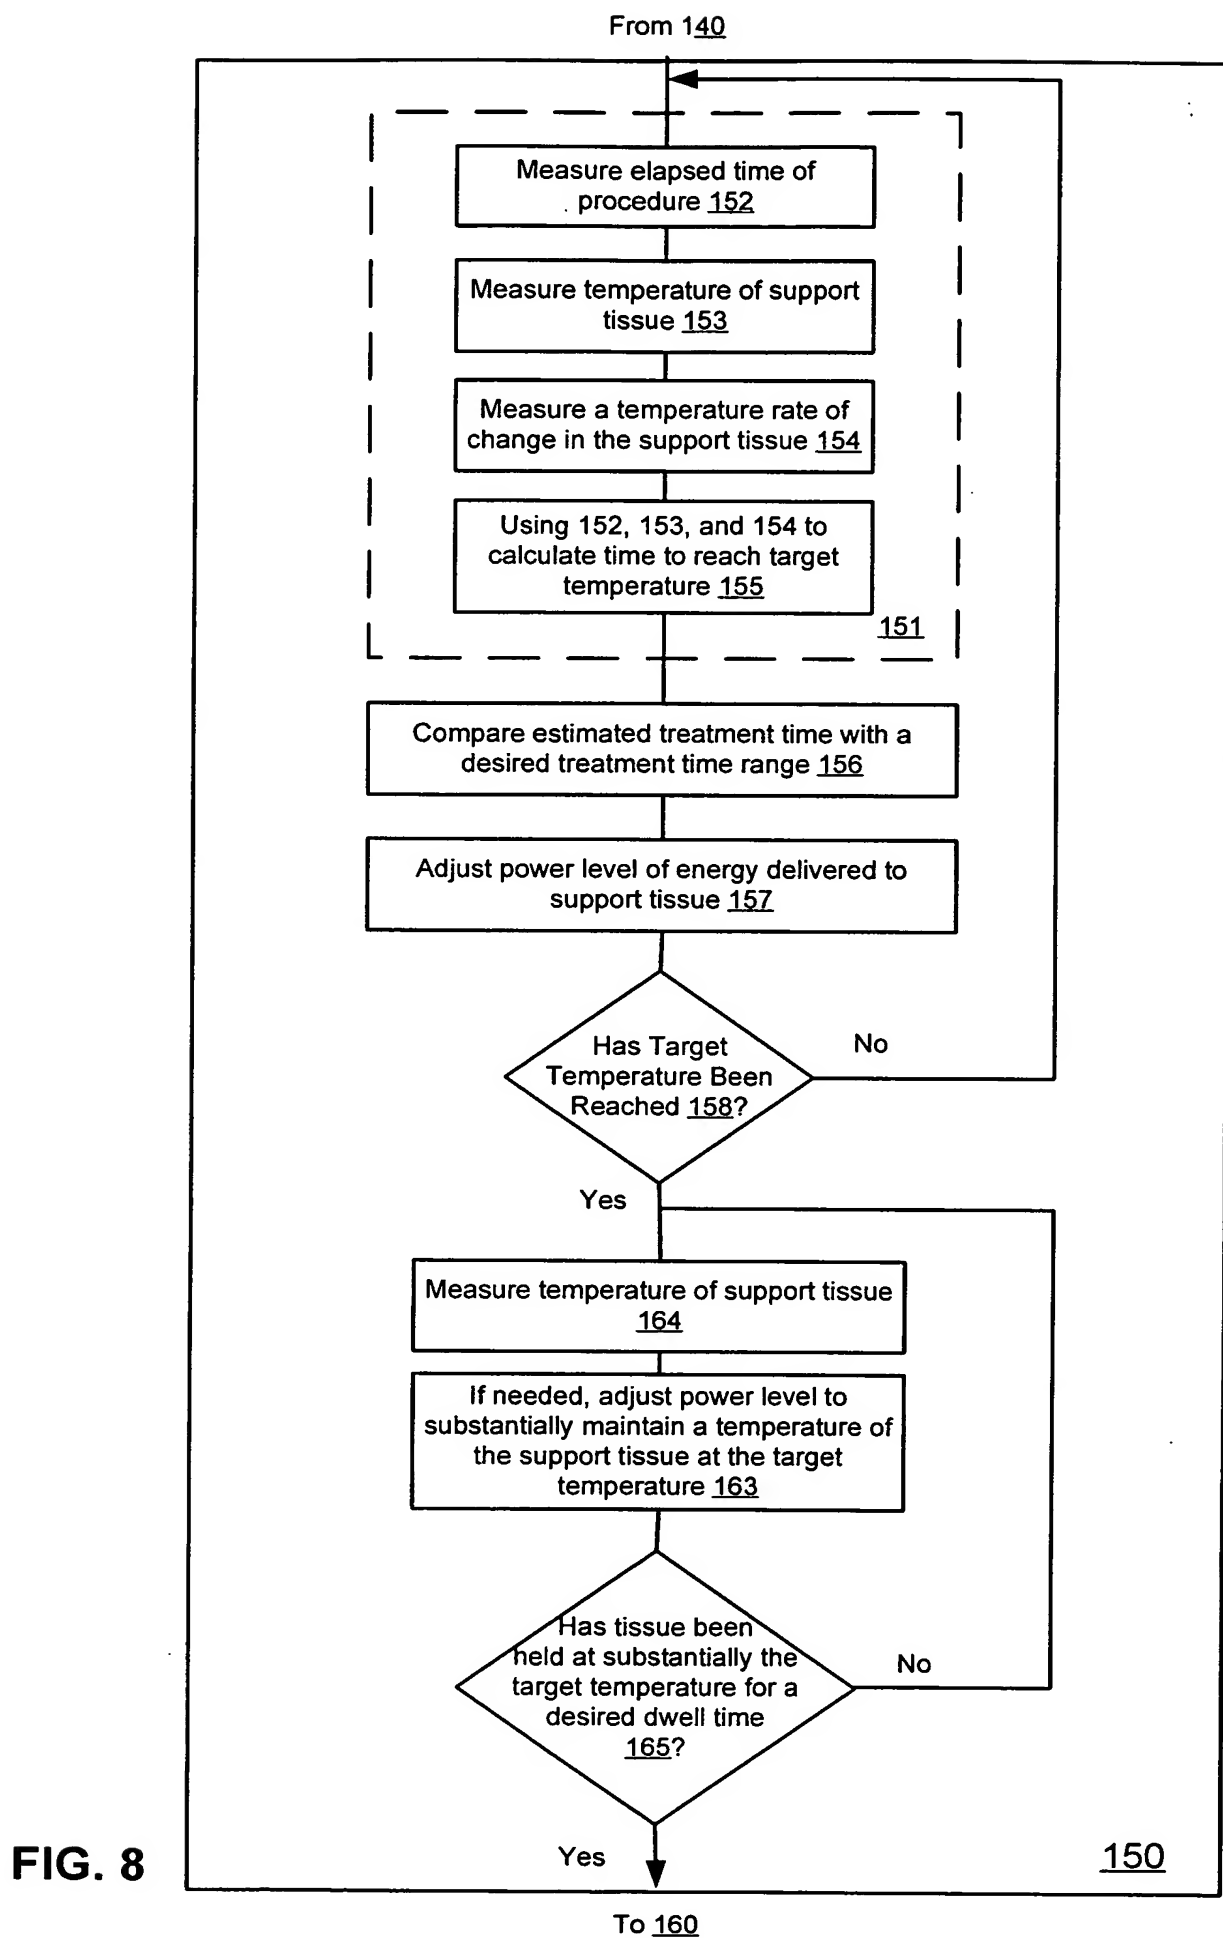 From 140
Measure elapsed time of
procedure 152
Measure temperature of support
tissue 153
Measure a temperature rate of
change in the support tissue 154
Using 152, 153, and 154 to
calculate time to reach target
temperature 155
151
Compare estimated treatment time with a
desired treatment time range 156
Adjust power level of energy delivered to
support tissue 157
Has Target
Temperature Been
Reached 158?
No
Yes
Measure temperature of support tissue
164
If needed, adjust power level to
substantially maintain a temperature of
the support tissue at the target
temperature 163
Has tissue been
held at substantially the
target temperature for a
desired dwell time
165?
No
Yes
150
FIG. 8
To 160